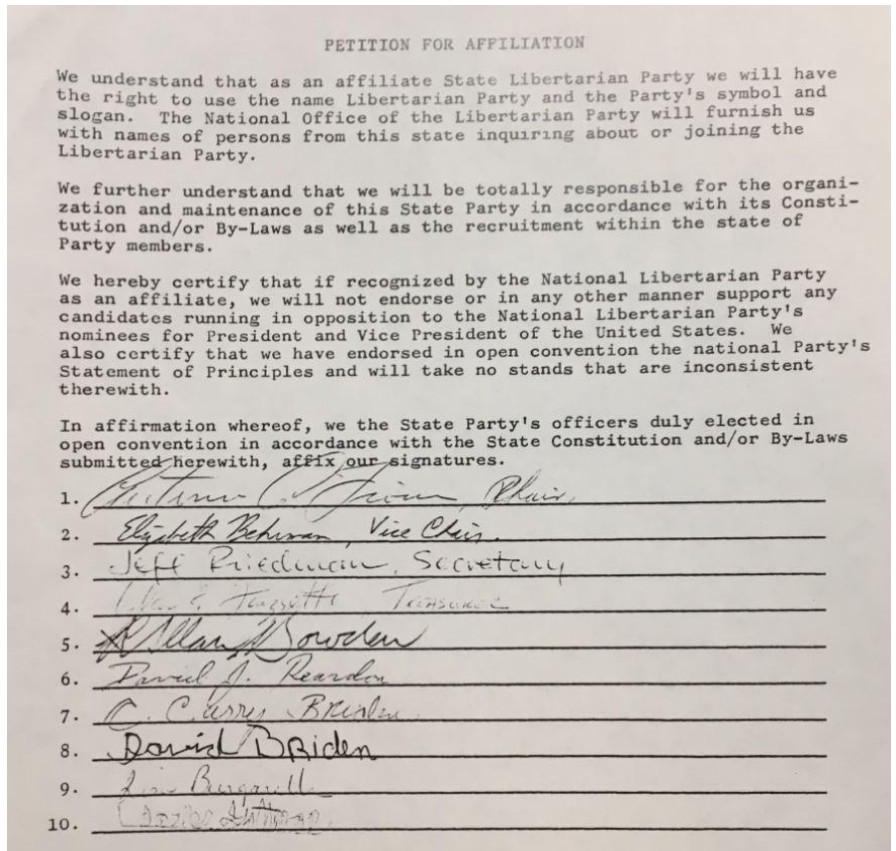 PETITION FOR AFFILIATION
We understand that as an affiliate State Libertarian Party we will have
the right to use the name Libertarian Party and the Party's symbol and
slogan. The National Office of the Libertarian Party will furnish us
with names of persons from this state inquiring about or joining the
Libertarian Party.
We further understand that we will be totally responsible for the organi-
zation and maintenance of this State Party in accordance with its Consti-
tution and/or By-Laws as well as the recruitment within the state of
Party members.
We hereby certify that if recognized by the National Libertarian Party
as an affiliate, we will not endorse or in any other manner support any
candidates running in opposition to the National Libertarian Party's
nominees for President and Vice President of the United States. We
also certify that we have endorsed in open convention the national Party's
Statement of Principles and will take no stands that are inconsistent
therewith.
In affirmation whereof, we the State Party's officers duly elected in
open convention in accordance with the State Constitution and/or By-Laws
submitted herewith, affix our signatures.
1. Chair
2. Elizabeth Behrman, Vice Chair
3. Jeff Friedman, Secretary
4. Treasurer
5. Allan Bowden
6. David J. Reardon
7. C. Curry Briden
8. David BRiden
9.
10.